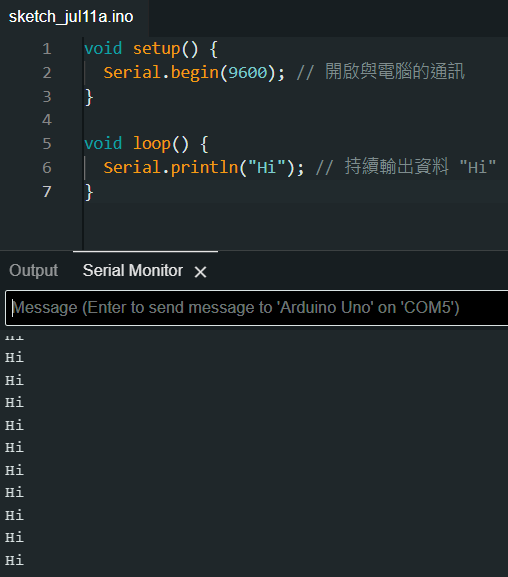 sketch_jul11a.ino
1 void setup() {
2 Serial.begin(9600); // 開啟與電腦的通訊
3 }
4
5 void loop() {
6 Serial.println("Hi"); // 持續輸出資料 "Hi"
7 }
Output Serial Monitor ×
Message (Enter to send message to 'Arduino Uno' on 'COM5')
Hi
Hi
Hi
Hi
Hi
Hi
Hi
Hi
Hi
Hi
Hi